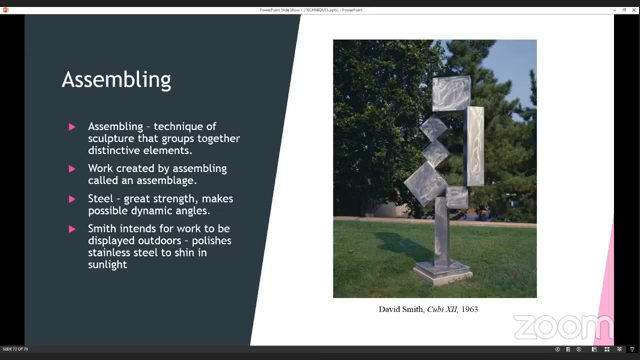 PowerPoint Slide Show - [TECHNIQUES.pptx] - PowerPoint
Assembling
Assembling – technique of
sculpture that groups together
distinctive elements.
Work created by assembling
called an assemblage.
Steel – great strength, makes
possible dynamic angles.
Smith intends for work to be
displayed outdoors – polishes
stainless steel to shin in
sunlight
David Smith, Cubi XII, 1963
zoom